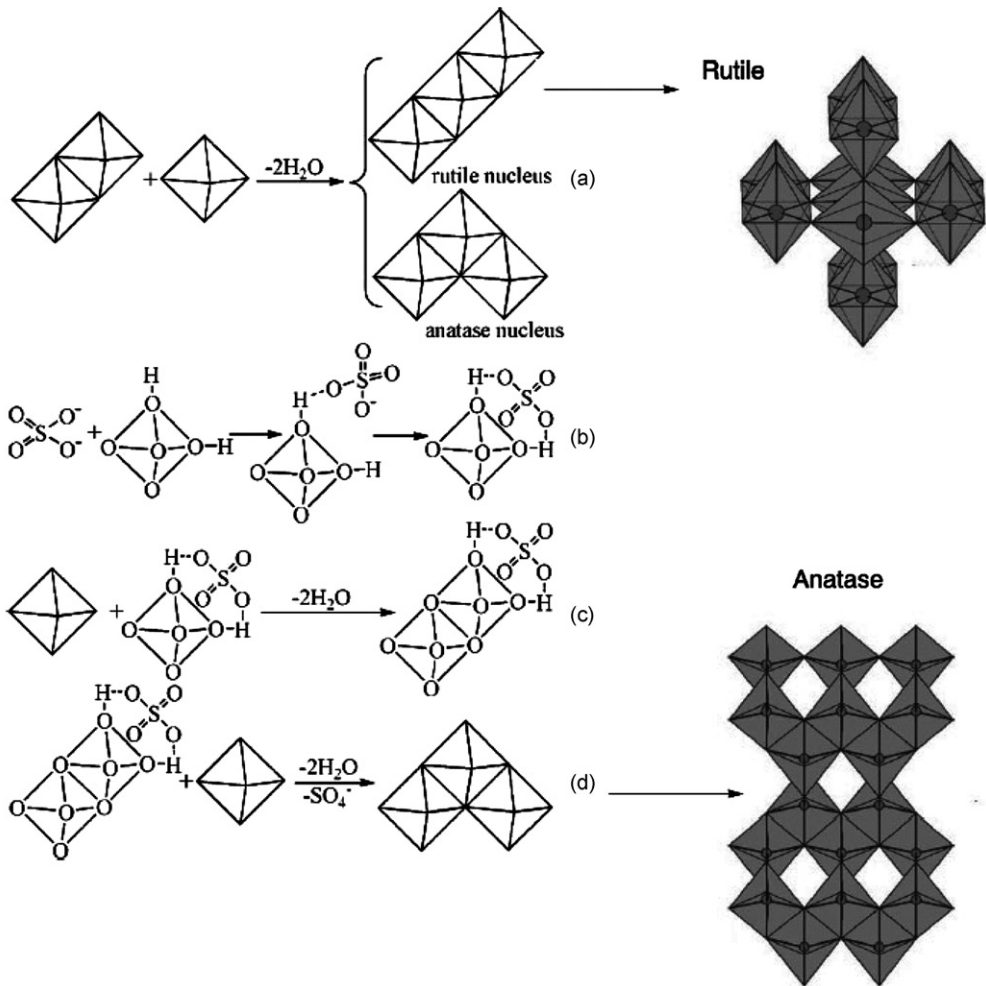 Rutile
+
-2H₂O
rutile nucleus
(a)
anatase nucleus
H
O
O
S
O⁻
O⁻
+
O
O
O
O-H
O
H
O
O
O
O-H
O
O
S
O
O
O⁻
H
O
O
O
O
H
O
O
S
O
O
O
(b)
+
H
O
O
O
O
H
O
O
S
O
O
O
-2H₂O
H
O
O
O
O
H
O
O
O
O
S
O
O
O
(c)
Anatase
H
O
O
O
O
H
O
O
O
O
S
O
O
O
+
-2H₂O
-SO₄⁻
(d)